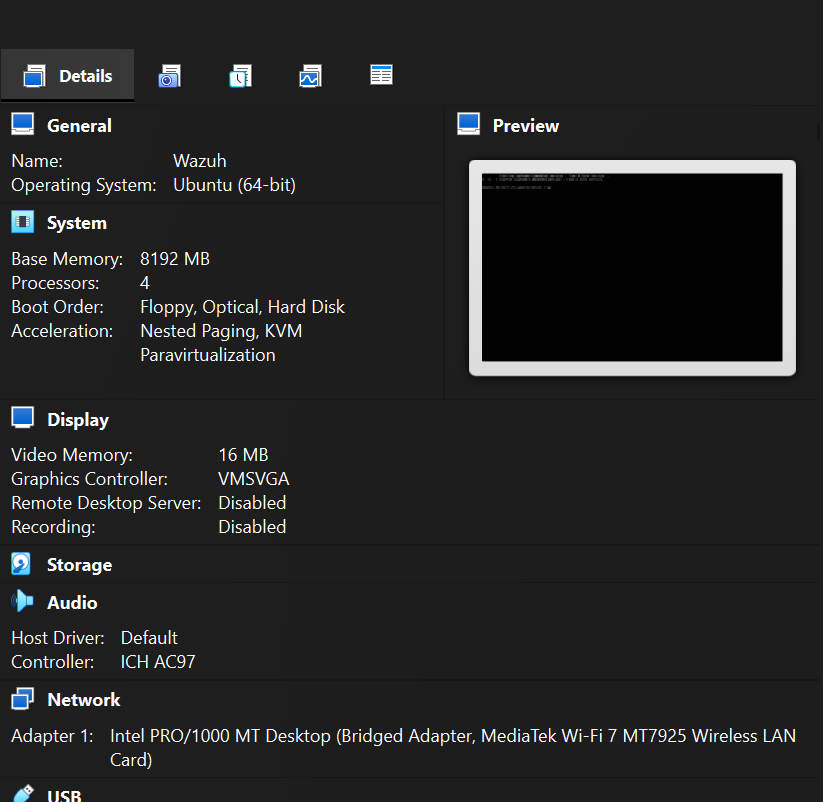 Details
General
Name: Wazuh
Operating System: Ubuntu (64-bit)
System
Base Memory: 8192 MB
Processors: 4
Boot Order: Floppy, Optical, Hard Disk
Acceleration: Nested Paging, KVM
Paravirtualization
Preview
Display
Video Memory: 16 MB
Graphics Controller: VMSVGA
Remote Desktop Server: Disabled
Recording: Disabled
Storage
Audio
Host Driver: Default
Controller: ICH AC97
Network
Adapter 1: Intel PRO/1000 MT Desktop (Bridged Adapter, MediaTek Wi-Fi 7 MT7925 Wireless LAN
Card)
USB